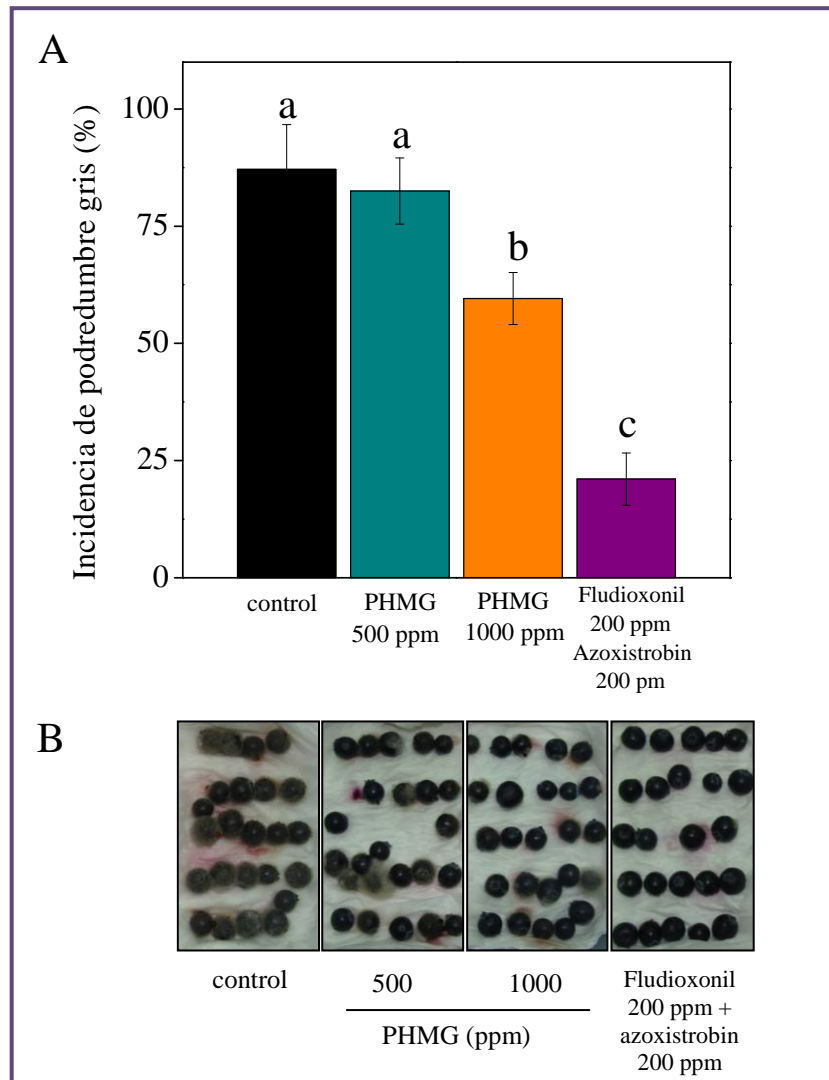 A
Incidencia de podredumbre gris (%)
100
75
50
25
0
a
a
b
c
control
PHMG
500 ppm
PHMG
1000 ppm
Fludioxonil
200 ppm
Azoxistrobin
200 pm
B
control
500
1000
PHMG (ppm)
Fludioxonil
200 ppm +
azoxistrobin
200 ppm